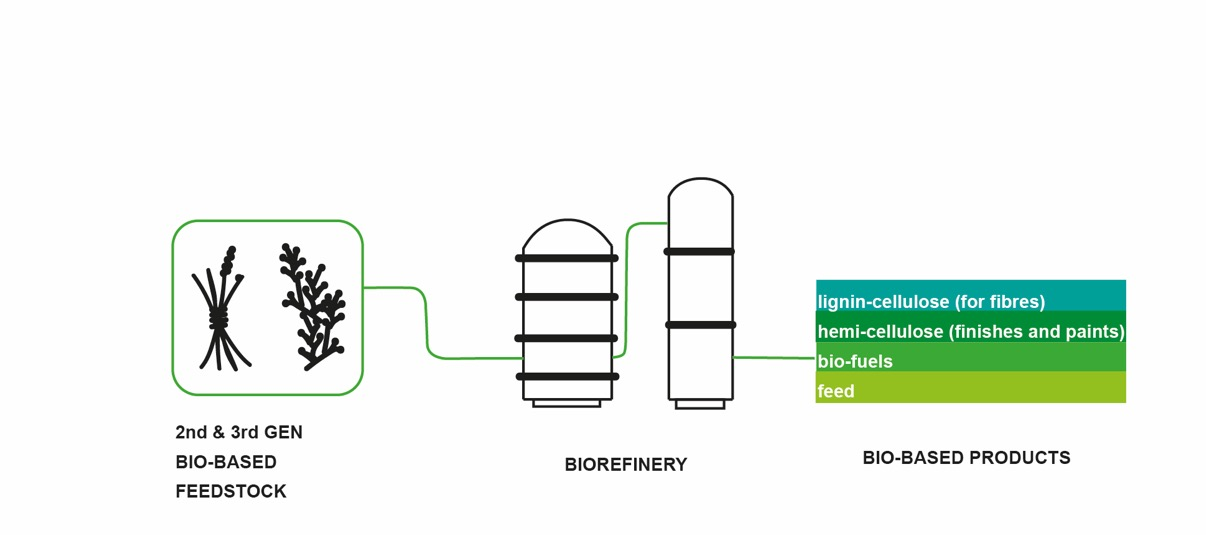 lignin-cellulose (for fibres)
hemi-cellulose (finishes and paints)
bio-fuels
feed
2nd & 3rd GEN
BIO-BASED
FEEDSTOCK
BIOREFINERY
BIO-BASED PRODUCTS